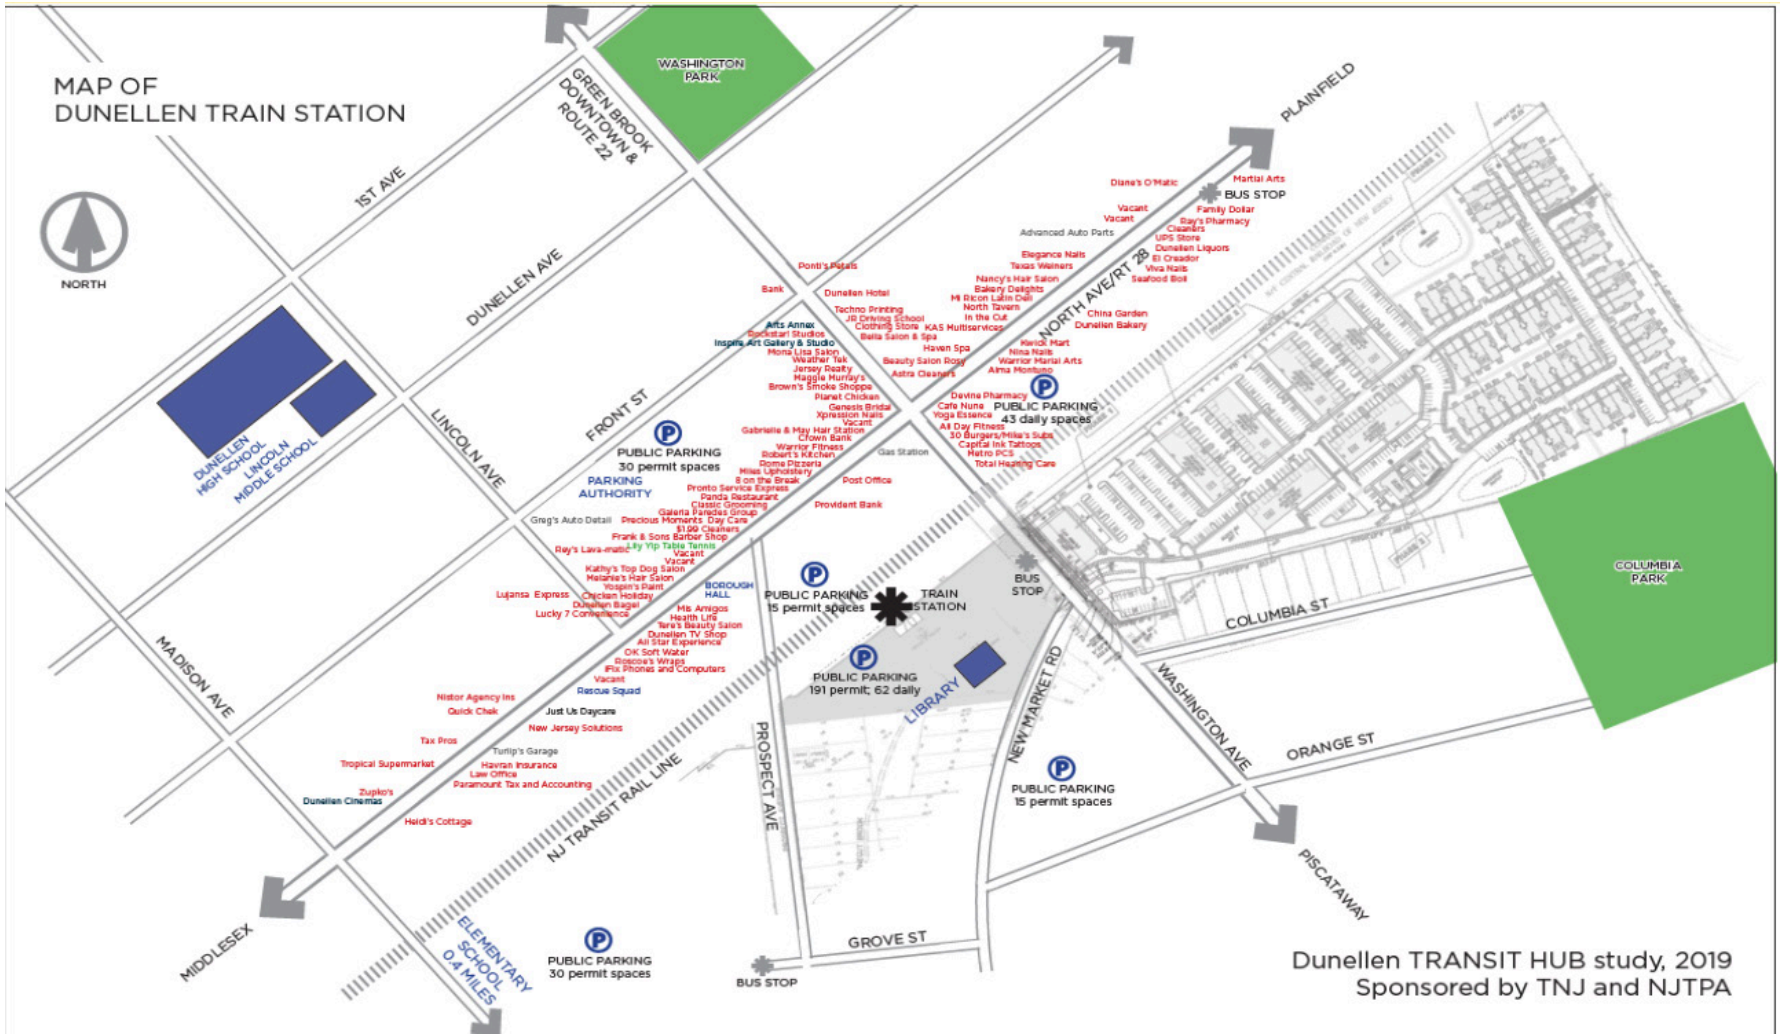 MAP OF
DUNELLEN TRAIN STATION
NORTH
WASHINGTON
PARK
GREEN BROOK
DOWNTOWN &
ROUTE 22
PLAINFIELD
1ST AVE
DUNELLEN AVE
FRONT ST
LINCOLN AVE
MADISON AVE
DUNELLEN
HIGH SCHOOL
LINCOLN
MIDDLE SCHOOL
Diane's O'Matic
Martial Arts
BUS STOP
Vacant
Vacant
Family Dollar
Ray's Pharmacy
Cleaners
UPS Store
Dunellen Liquors
El Creador
Viva Nails
Seafood Boil
Advanced Auto Parts
Elegance Nails
Texas Weiners
Nancy's Hair Salon
Bakery Delights
Mi Ricon Latin Deli
North Tavern
In the Cut
KAS Multiservices
Haven Spa
Beauty Salon Rosy
Astra Cleaners
NORTH AVE/RT 28
China Garden
Dunellen Bakery
Kwick Mart
Nina Nails
Warrior Marial Arts
Alma Montuno
Ponti's Petals
Bank
Dunellen Hotel
Techno Printing
JR Driving School
Clothing Store
Bella Salon & Spa
Arts Annex
Rockstar! Studios
Inspire Art Gallery & Studio
Mona Lisa Salon
Weather Tek
Jersey Realty
Maggie Murray's
Brown's Smoke Shoppe
Planet Chicken
Genesis Bridal
Xpression Nails
Vacant
Gabrielle & May Hair Station
Crown Bank
Warrior Fitness
Robert's Kitchen
Rome Pizzeria
Miles Upholstery
8 on the Break
Pronto Service Express
Panda Restaurant
Classic Grooming
Galeria Paredes Group
Precious Moments Day Care
$1.99 Cleaners
Frank & Sons Barber Shop
Lily Yip Table Tennis
Vacant
Vacant
Kathy's Top Dog Salon
Melanie's Hair Salon
Yospin's Paint
Chicken Holiday
Dunellen Bagel
Lucky 7 Convenience
Greg's Auto Detail
Rey's Lava-matic
Lujansa Express
P
PUBLIC PARKING
30 permit spaces
PARKING
AUTHORITY
P
PUBLIC PARKING
43 daily spaces
Devine Pharmacy
Cafe Nune
Yoga Essence
All Day Fitness
30 Burgers/Mike's Subs
Capital Ink Tattoos
Metro PCS
Total Hearing Care
Gas Station
Post Office
Provident Bank
P
PUBLIC PARKING
15 permit spaces
TRAIN
STATION
BUS
STOP
BOROUGH
HALL
Mis Amigos
Health Life
Tere's Beauty Salon
Dunellen TV Shop
All Star Experience
OK Soft Water
Roscoe's Wraps
IFix Phones and Computers
Vacant
Rescue Squad
Just Us Daycare
New Jersey Solutions
Turlip's Garage
Havran Insurance
Law Office
Paramount Tax and Accounting
Nistor Agency Ins
Quick Chek
Tax Pros
Tropical Supermarket
Zupko's
Dunellen Cinemas
Heidi's Cottage
P
PUBLIC PARKING
191 permit; 62 daily
LIBRARY
NEW MARKET RD
PROSPECT AVE
NJ TRANSIT RAIL LINE
COLUMBIA ST
COLUMBIA
PARK
WASHINGTON AVE
ORANGE ST
P
PUBLIC PARKING
15 permit spaces
PISCATAWAY
MIDDLESEX
ELEMENTARY
SCHOOL
0.4 MILES
P
PUBLIC PARKING
30 permit spaces
GROVE ST
BUS STOP
Dunellen TRANSIT HUB study, 2019
Sponsored by TNJ and NJTPA